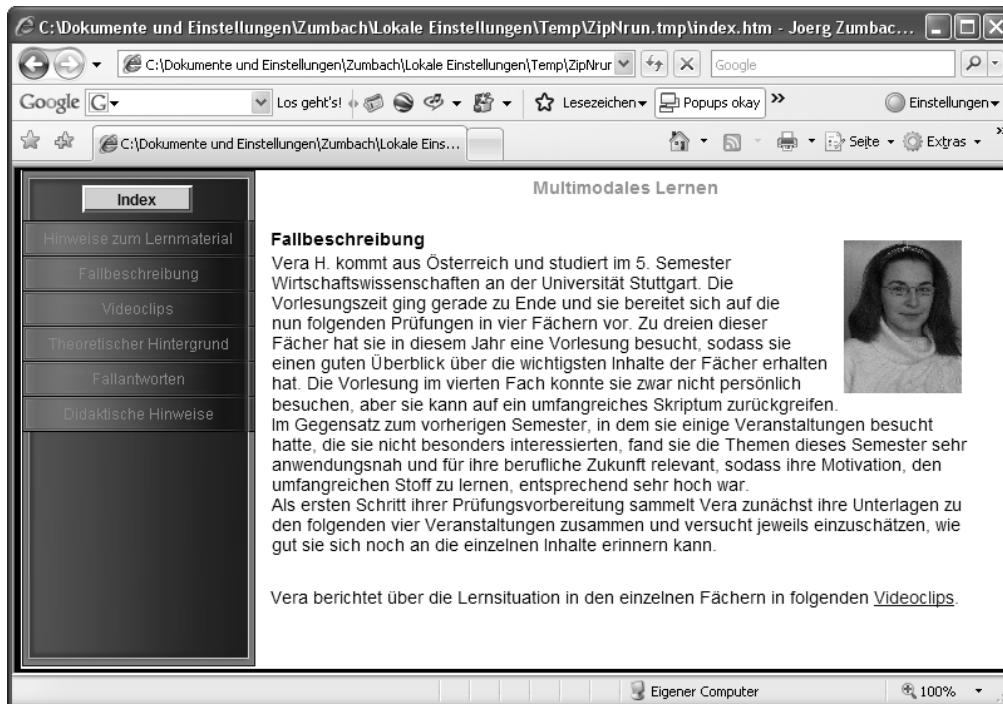 C:\Dokumente und Einstellungen\Zumbach\Lokale Einstellungen\Temp\ZipNrun.tmp\index.htm - Joerg Zumbac...
C:\Dokumente und Einstellungen\Zumbach\Lokale Einstellungen\Temp\ZipNrur
Google
Google
Los geht's!
Lesezeichen
Popups okay
Einstellungen
C:\Dokumente und Einstellungen\Zumbach\Lokale Eins...
Seite
Extras
Index
Hinweise zum Lernmaterial
Fallbeschreibung
Videoclips
Theoretischer Hintergrund
Fallantworten
Didaktische Hinweise
Multimodales Lernen
Fallbeschreibung
Vera H. kommt aus Österreich und studiert im 5. Semester
Wirtschaftswissenschaften an der Universität Stuttgart. Die
Vorlesungszeit ging gerade zu Ende und sie bereitet sich auf die
nun folgenden Prüfungen in vier Fächern vor. Zu dreien dieser
Fächer hat sie in diesem Jahr eine Vorlesung besucht, sodass sie
einen guten Überblick über die wichtigsten Inhalte der Fächer erhalten
hat. Die Vorlesung im vierten Fach konnte sie zwar nicht persönlich
besuchen, aber sie kann auf ein umfangreiches Skriptum zurückgreifen.
Im Gegensatz zum vorherigen Semester, in dem sie einige Veranstaltungen besucht
hatte, die sie nicht besonders interessierten, fand sie die Themen dieses Semester sehr
anwendungsnah und für ihre berufliche Zukunft relevant, sodass ihre Motivation, den
umfangreichen Stoff zu lernen, entsprechend sehr hoch war.
Als ersten Schritt ihrer Prüfungsvorbereitung sammelt Vera zunächst ihre Unterlagen zu
den folgenden vier Veranstaltungen zusammen und versucht jeweils einzuschätzen, wie
gut sie sich noch an die einzelnen Inhalte erinnern kann.
Vera berichtet über die Lernsituation in den einzelnen Fächern in folgenden Videoclips.
Eigener Computer
100%